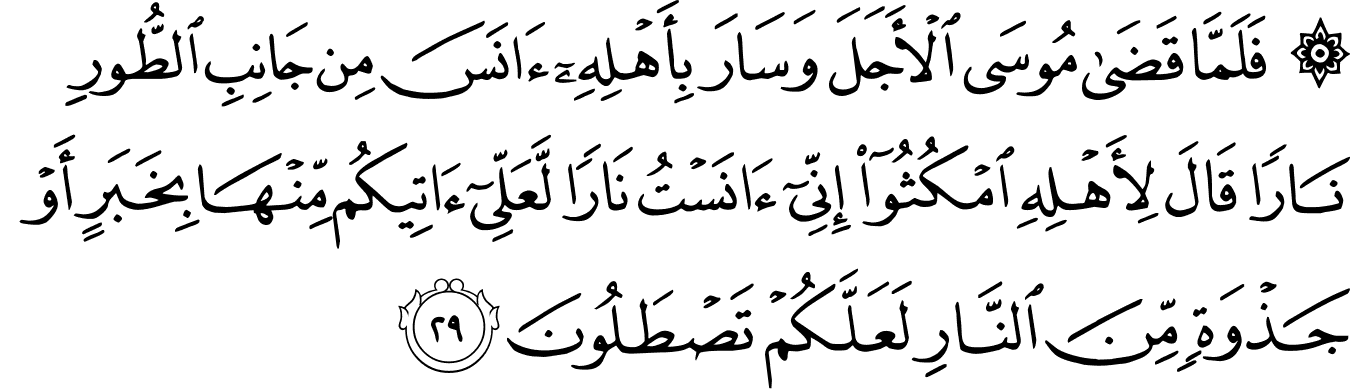 ۞ فَلَمَّا قَضَىٰ مُوسَى ٱلْأَجَلَ وَسَارَ بِأَهْلِهِۦٓ ءَانَسَ مِن جَانِبِ ٱلطُّورِ
نَارًا قَالَ لِأَهْلِهِ ٱمْكُثُوٓا۟ إِنِّىٓ ءَانَسْتُ نَارًا لَّعَلِّىٓ ءَاتِيكُم مِّنْهَا بِخَبَرٍ أَوْ
جَذْوَةٍ مِّنَ ٱلنَّارِ لَعَلَّكُمْ تَصْطَلُونَ ٢٩